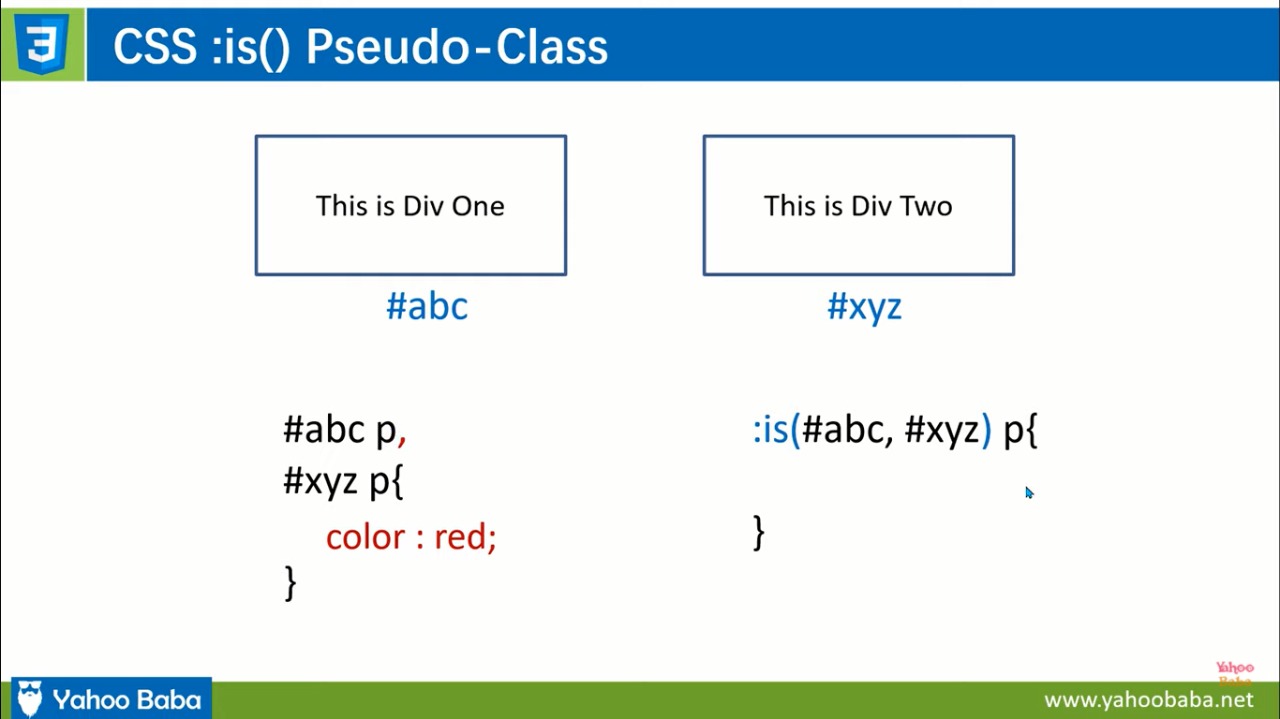 CSS :is() Pseudo-Class
This is Div One
This is Div Two
#abc
#xyz
#abc p,
#xyz p{
color : red;
}
:is(#abc, #xyz) p{
}
Yahoo
Baba
Yahoo Baba
www.yahoobaba.net